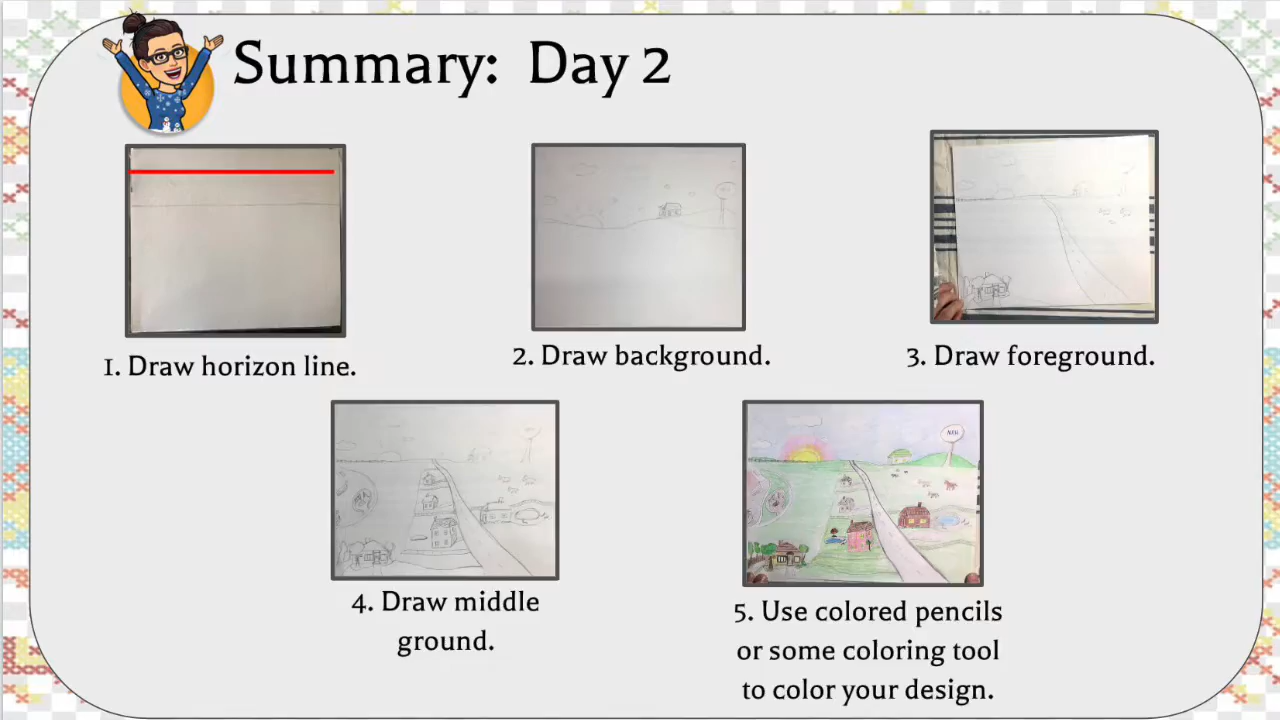 Summary: Day 2
1. Draw horizon line.
2. Draw background.
3. Draw foreground.
4. Draw middle
ground.
5. Use colored pencils
or some coloring tool
to color your design.